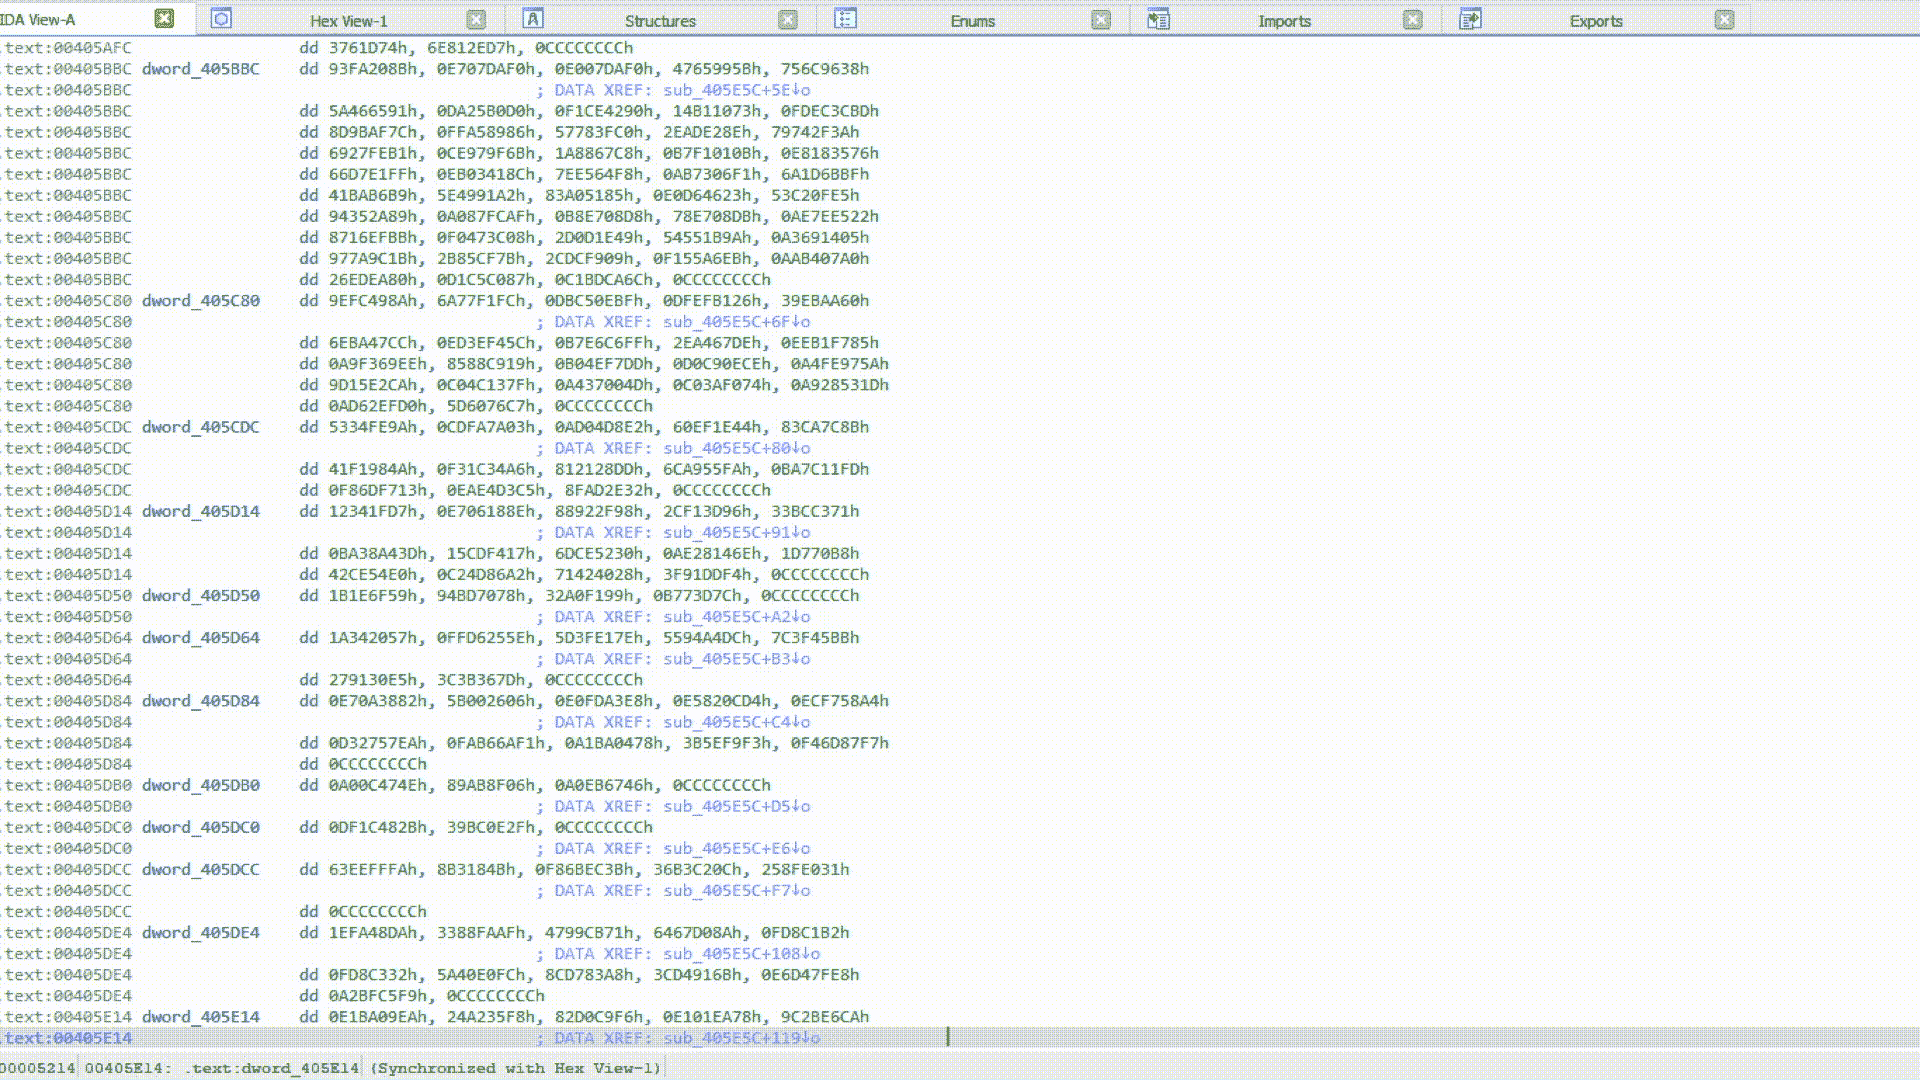 IDA View-A Hex View-1 Structures Enums Imports Exports
.text:00405AFC dd 3761D74h, 6E812ED7h, 0CCCCCCCCh
.text:00405BBC dword_405BBC dd 93FA208Bh, 0E707DAF0h, 0E007DAF0h, 4765995Bh, 756C9638h
.text:00405BBC ; DATA XREF: sub_405E5C+5E↓o
.text:00405BBC dd 5A466591h, 0DA25B0D0h, 0F1CE4290h, 14B11073h, 0FDEC3CBDh
.text:00405BBC dd 8D9BAF7Ch, 0FFA58986h, 57783FC0h, 2EADE28Eh, 79742F3Ah
.text:00405BBC dd 6927FEB1h, 0CE979F6Bh, 1A8867C8h, 0B7F1010Bh, 0E8183576h
.text:00405BBC dd 66D7E1FFh, 0EB03418Ch, 7EE564F8h, 0AB7306F1h, 6A1D6BBFh
.text:00405BBC dd 41BAB6B9h, 5E4991A2h, 83A05185h, 0E0D64623h, 53C20FE5h
.text:00405BBC dd 94352A89h, 0A087FCAFh, 0B8E708D8h, 78E708DBh, 0AE7EE522h
.text:00405BBC dd 8716EFBBh, 0F0473C08h, 2D0D1E49h, 54551B9Ah, 0A3691405h
.text:00405BBC dd 977A9C1Bh, 2B85CF7Bh, 2CDCF909h, 0F155A6EBh, 0AAB407A0h
.text:00405BBC dd 26EDEA80h, 0D1C5C087h, 0C1BDCA6Ch, 0CCCCCCCCh
.text:00405C80 dword_405C80 dd 9EFC498Ah, 6A77F1FCh, 0DBC50EBFh, 0DFEFB126h, 39EBAA60h
.text:00405C80 ; DATA XREF: sub_405E5C+6F↓o
.text:00405C80 dd 6EBA47CCh, 0ED3EF45Ch, 0B7E6C6FFh, 2EA467DEh, 0EEB1F785h
.text:00405C80 dd 0A9F369EEh, 8588C919h, 0B04EF7DDh, 0D0C90ECEh, 0A4FE975Ah
.text:00405C80 dd 9D15E2CAh, 0C04C137Fh, 0A437004Dh, 0C03AF074h, 0A928531Dh
.text:00405C80 dd 0AD62EFD0h, 5D6076C7h, 0CCCCCCCCh
.text:00405CDC dword_405CDC dd 5334FE9Ah, 0CDFA7A03h, 0AD04D8E2h, 60EF1E44h, 83CA7C8Bh
.text:00405CDC ; DATA XREF: sub_405E5C+80↓o
.text:00405CDC dd 41F1984Ah, 0F31C34A6h, 812128DDh, 6CA955FAh, 0BA7C11FDh
.text:00405CDC dd 0F86DF713h, 0EAE4D3C5h, 8FAD2E32h, 0CCCCCCCCh
.text:00405D14 dword_405D14 dd 12341FD7h, 0E706188Eh, 88922F98h, 2CF13D96h, 33BCC371h
.text:00405D14 ; DATA XREF: sub_405E5C+91↓o
.text:00405D14 dd 0BA38A43Dh, 15CDF417h, 6DCE5230h, 0AE28146Eh, 1D770B8h
.text:00405D14 dd 42CE54E0h, 0C24D86A2h, 71424028h, 3F91DDF4h, 0CCCCCCCCh
.text:00405D50 dword_405D50 dd 1B1E6F59h, 94BD7078h, 32A0F199h, 0B773D7Ch, 0CCCCCCCCh
.text:00405D50 ; DATA XREF: sub_405E5C+A2↓o
.text:00405D64 dword_405D64 dd 1A342057h, 0FFD6255Eh, 5D3FE17Eh, 5594A4DCh, 7C3F45BBh
.text:00405D64 ; DATA XREF: sub_405E5C+B3↓o
.text:00405D64 dd 279130E5h, 3C3B367Dh, 0CCCCCCCCh
.text:00405D84 dword_405D84 dd 0E70A3882h, 5B002606h, 0E0FDA3E8h, 0E5820CD4h, 0ECF758A4h
.text:00405D84 ; DATA XREF: sub_405E5C+C4↓o
.text:00405D84 dd 0D32757EAh, 0FAB66AF1h, 0A1BA0478h, 3B5EF9F3h, 0F46D87F7h
.text:00405D84 dd 0CCCCCCCCh
.text:00405DB0 dword_405DB0 dd 0A00C474Eh, 89AB8F06h, 0A0EB6746h, 0CCCCCCCCh
.text:00405DB0 ; DATA XREF: sub_405E5C+D5↓o
.text:00405DC0 dword_405DC0 dd 0DF1C482Bh, 39BC0E2Fh, 0CCCCCCCCh
.text:00405DC0 ; DATA XREF: sub_405E5C+E6↓o
.text:00405DCC dword_405DCC dd 63EEFFFAh, 8B3184Bh, 0F86BEC3Bh, 36B3C20Ch, 258FE031h
.text:00405DCC ; DATA XREF: sub_405E5C+F7↓o
.text:00405DCC dd 0CCCCCCCCh
.text:00405DE4 dword_405DE4 dd 1EFA48DAh, 3388FAAFh, 4799CB71h, 6467D08Ah, 0FD8C1B2h
.text:00405DE4 ; DATA XREF: sub_405E5C+108↓o
.text:00405DE4 dd 0FD8C332h, 5A40E0FCh, 8CD783A8h, 3CD4916Bh, 0E6D47FE8h
.text:00405DE4 dd 0A2BFC5F9h, 0CCCCCCCCh
.text:00405E14 dword_405E14 dd 0E1BA09EAh, 24A235F8h, 82D0C9F6h, 0E101EA78h, 9C2BE6CAh
.text:00405E14 ; DATA XREF: sub_405E5C+119↓o
00005214 00405E14: .text:dword_405E14 (Synchronized with Hex View-1)